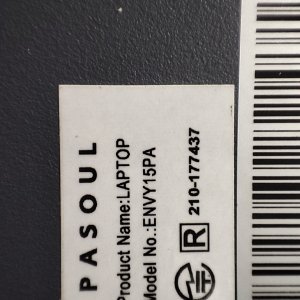 PASOUL
Product Name:LAPTOP
Model No.:ENVY15PA
R 210-177437